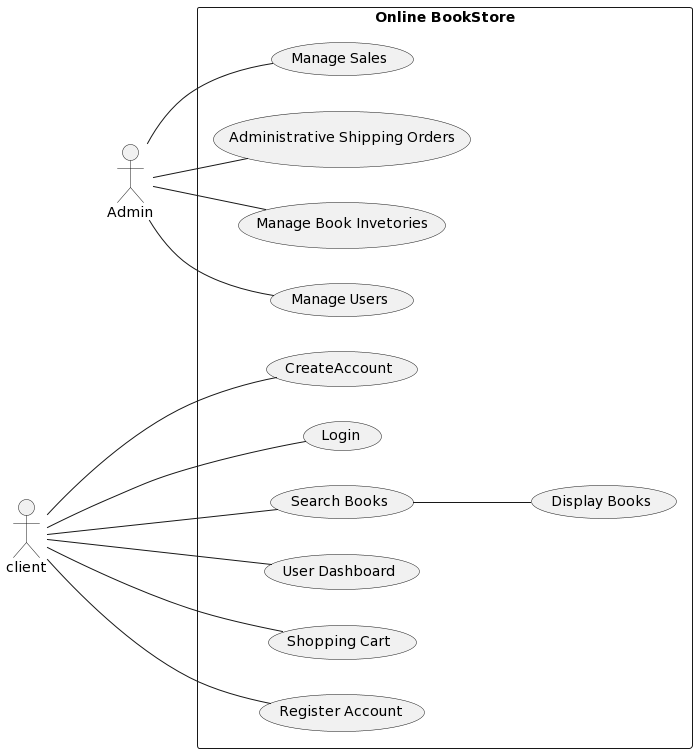 Online BookStore
Manage Sales
Administrative Shipping Orders
Manage Book Invetories
Admin
Manage Users
CreateAccount
Login
Search Books
Display Books
client
User Dashboard
Shopping Cart
Register Account